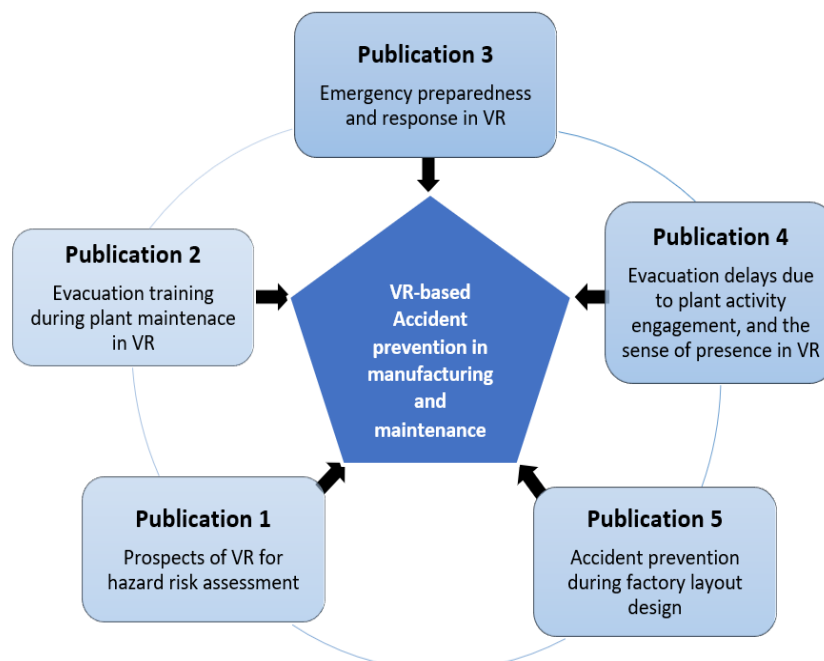 Publication 3
Emergency preparedness
and response in VR
Publication 2
Evacuation training
during plant maintenace
in VR
VR-based
Accident
prevention in
manufacturing
and
maintenance
Publication 4
Evacuation delays due
to plant activity
engagement, and the
sense of presence in VR
Publication 1
Prospects of VR for
hazard risk assessment
Publication 5
Accident prevention
during factory layout
design